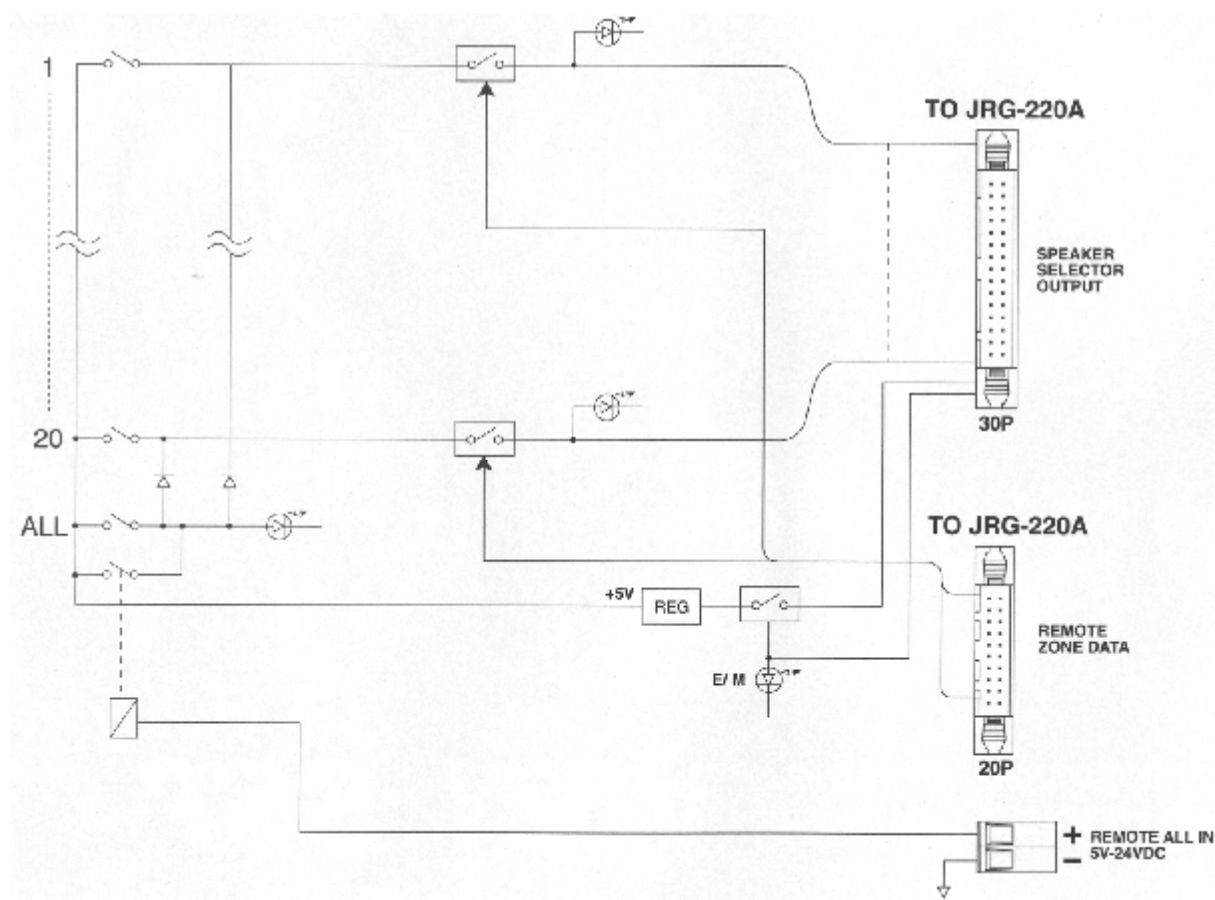 1
TO JRG-220A
SPEAKER
SELECTOR
OUTPUT
30P
20
ALL
TO JRG-220A
+5V
REG
REMOTE
ZONE DATA
E/ M
20P
+ REMOTE ALL IN
− 5V-24VDC